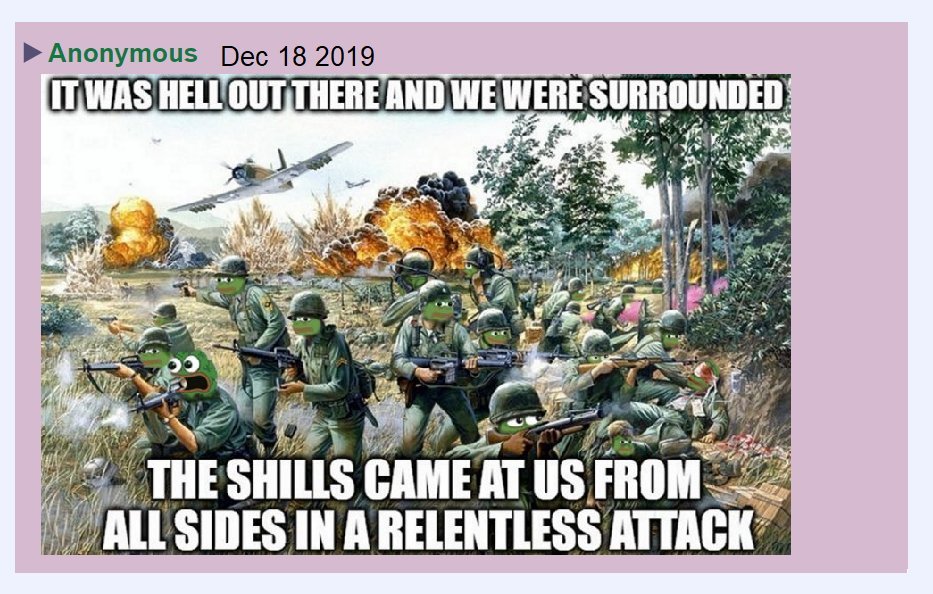 Anonymous Dec 18 2019
IT WAS HELL OUT THERE AND WE WERE SURROUNDED
THE SHILLS CAME AT US FROM
ALL SIDES IN A RELENTLESS ATTACK